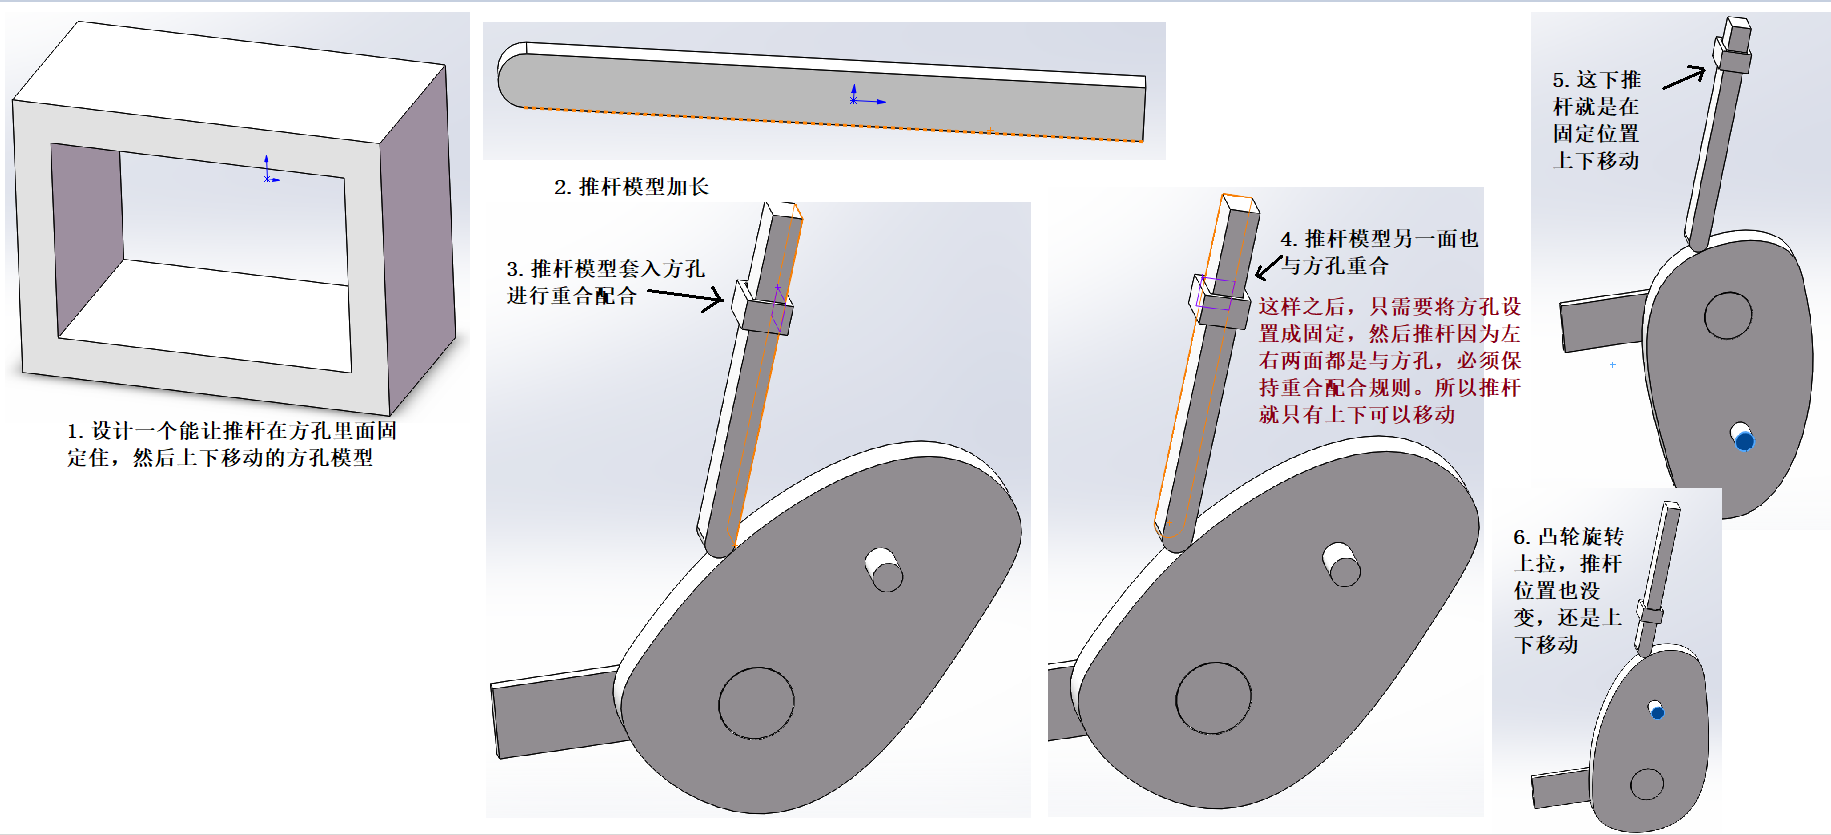 1. 设计一个能让推杆在方孔里面固
定住，然后上下移动的方孔模型
2. 推杆模型加长
3. 推杆模型套入方孔
进行重合配合
4. 推杆模型另一面也
与方孔重合
这样之后，只需要将方孔设
置成固定，然后推杆因为左
右两面都是与方孔，必须保
持重合配合规则。所以推杆
就只有上下可以移动
5. 这下推
杆就是在
固定位置
上下移动
6. 凸轮旋转
上拉，推杆
位置也没
变，还是上
下移动